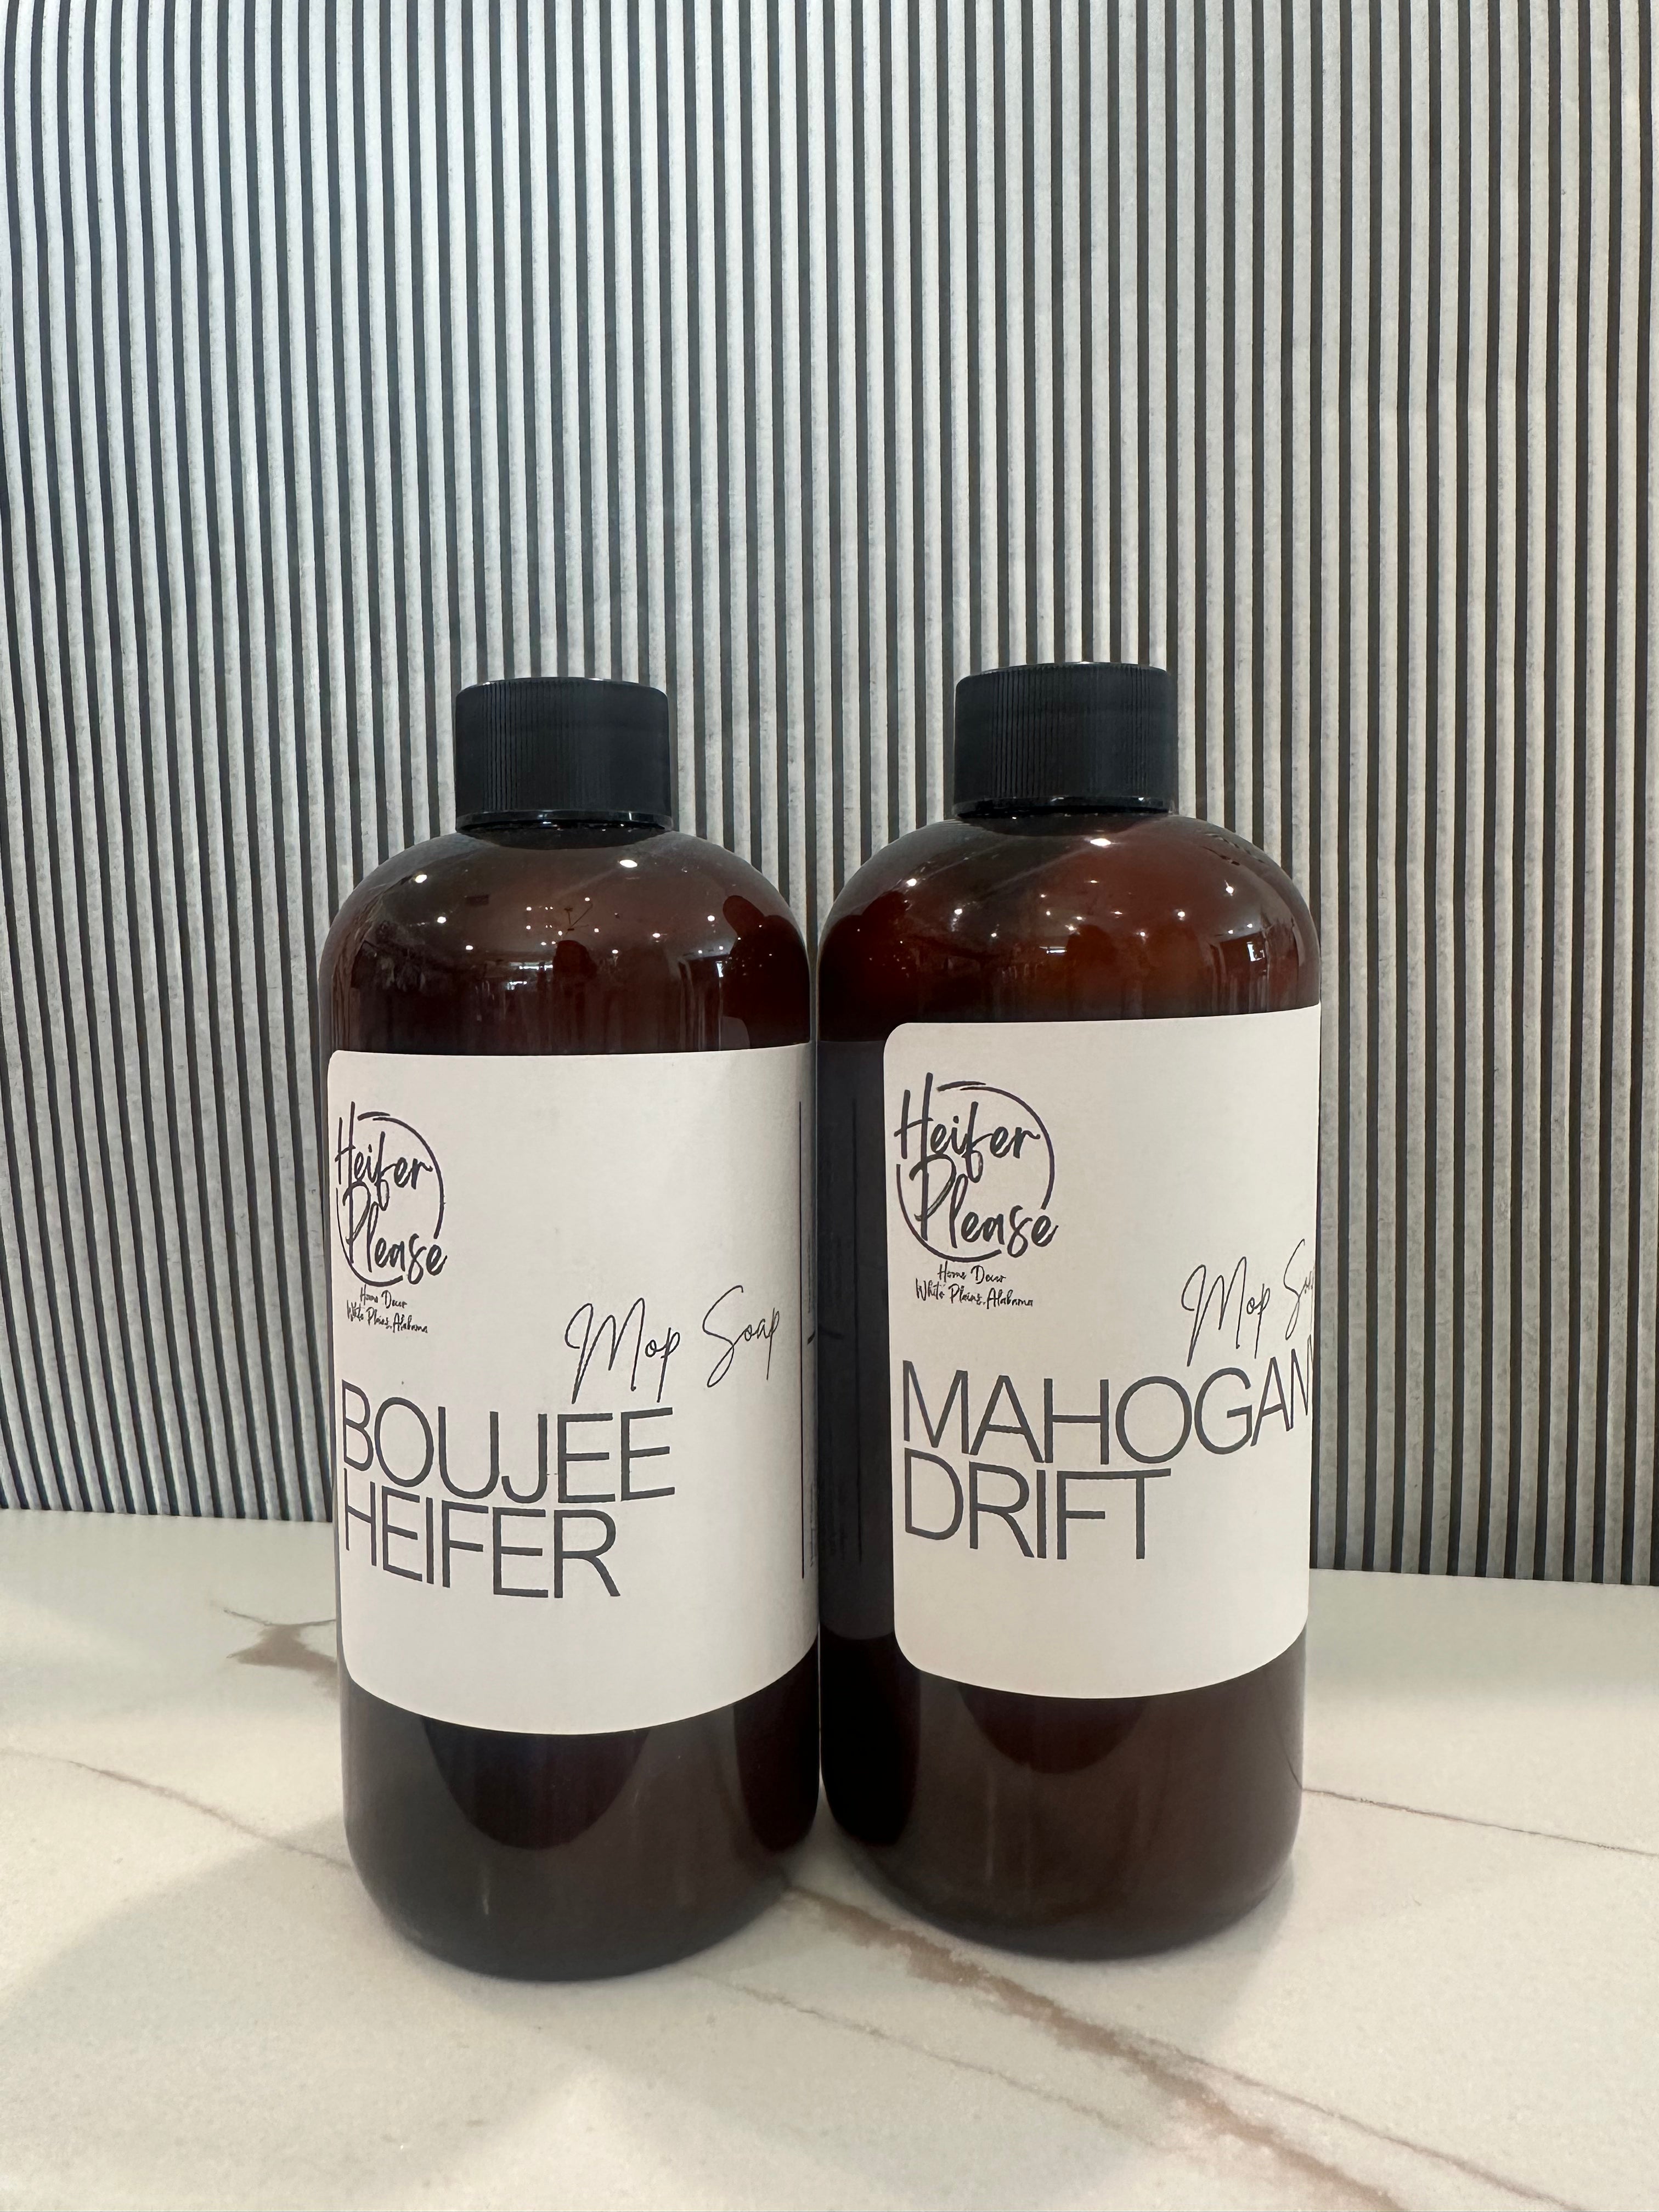 Heifer
Please
Home Decor
White Plains, Alabama
Mop Soap
BOUJEE
HEIFER
Heifer
Please
Home Decor
White Plains, Alabama
Mop Soap
MAHOGAN
DRIFT